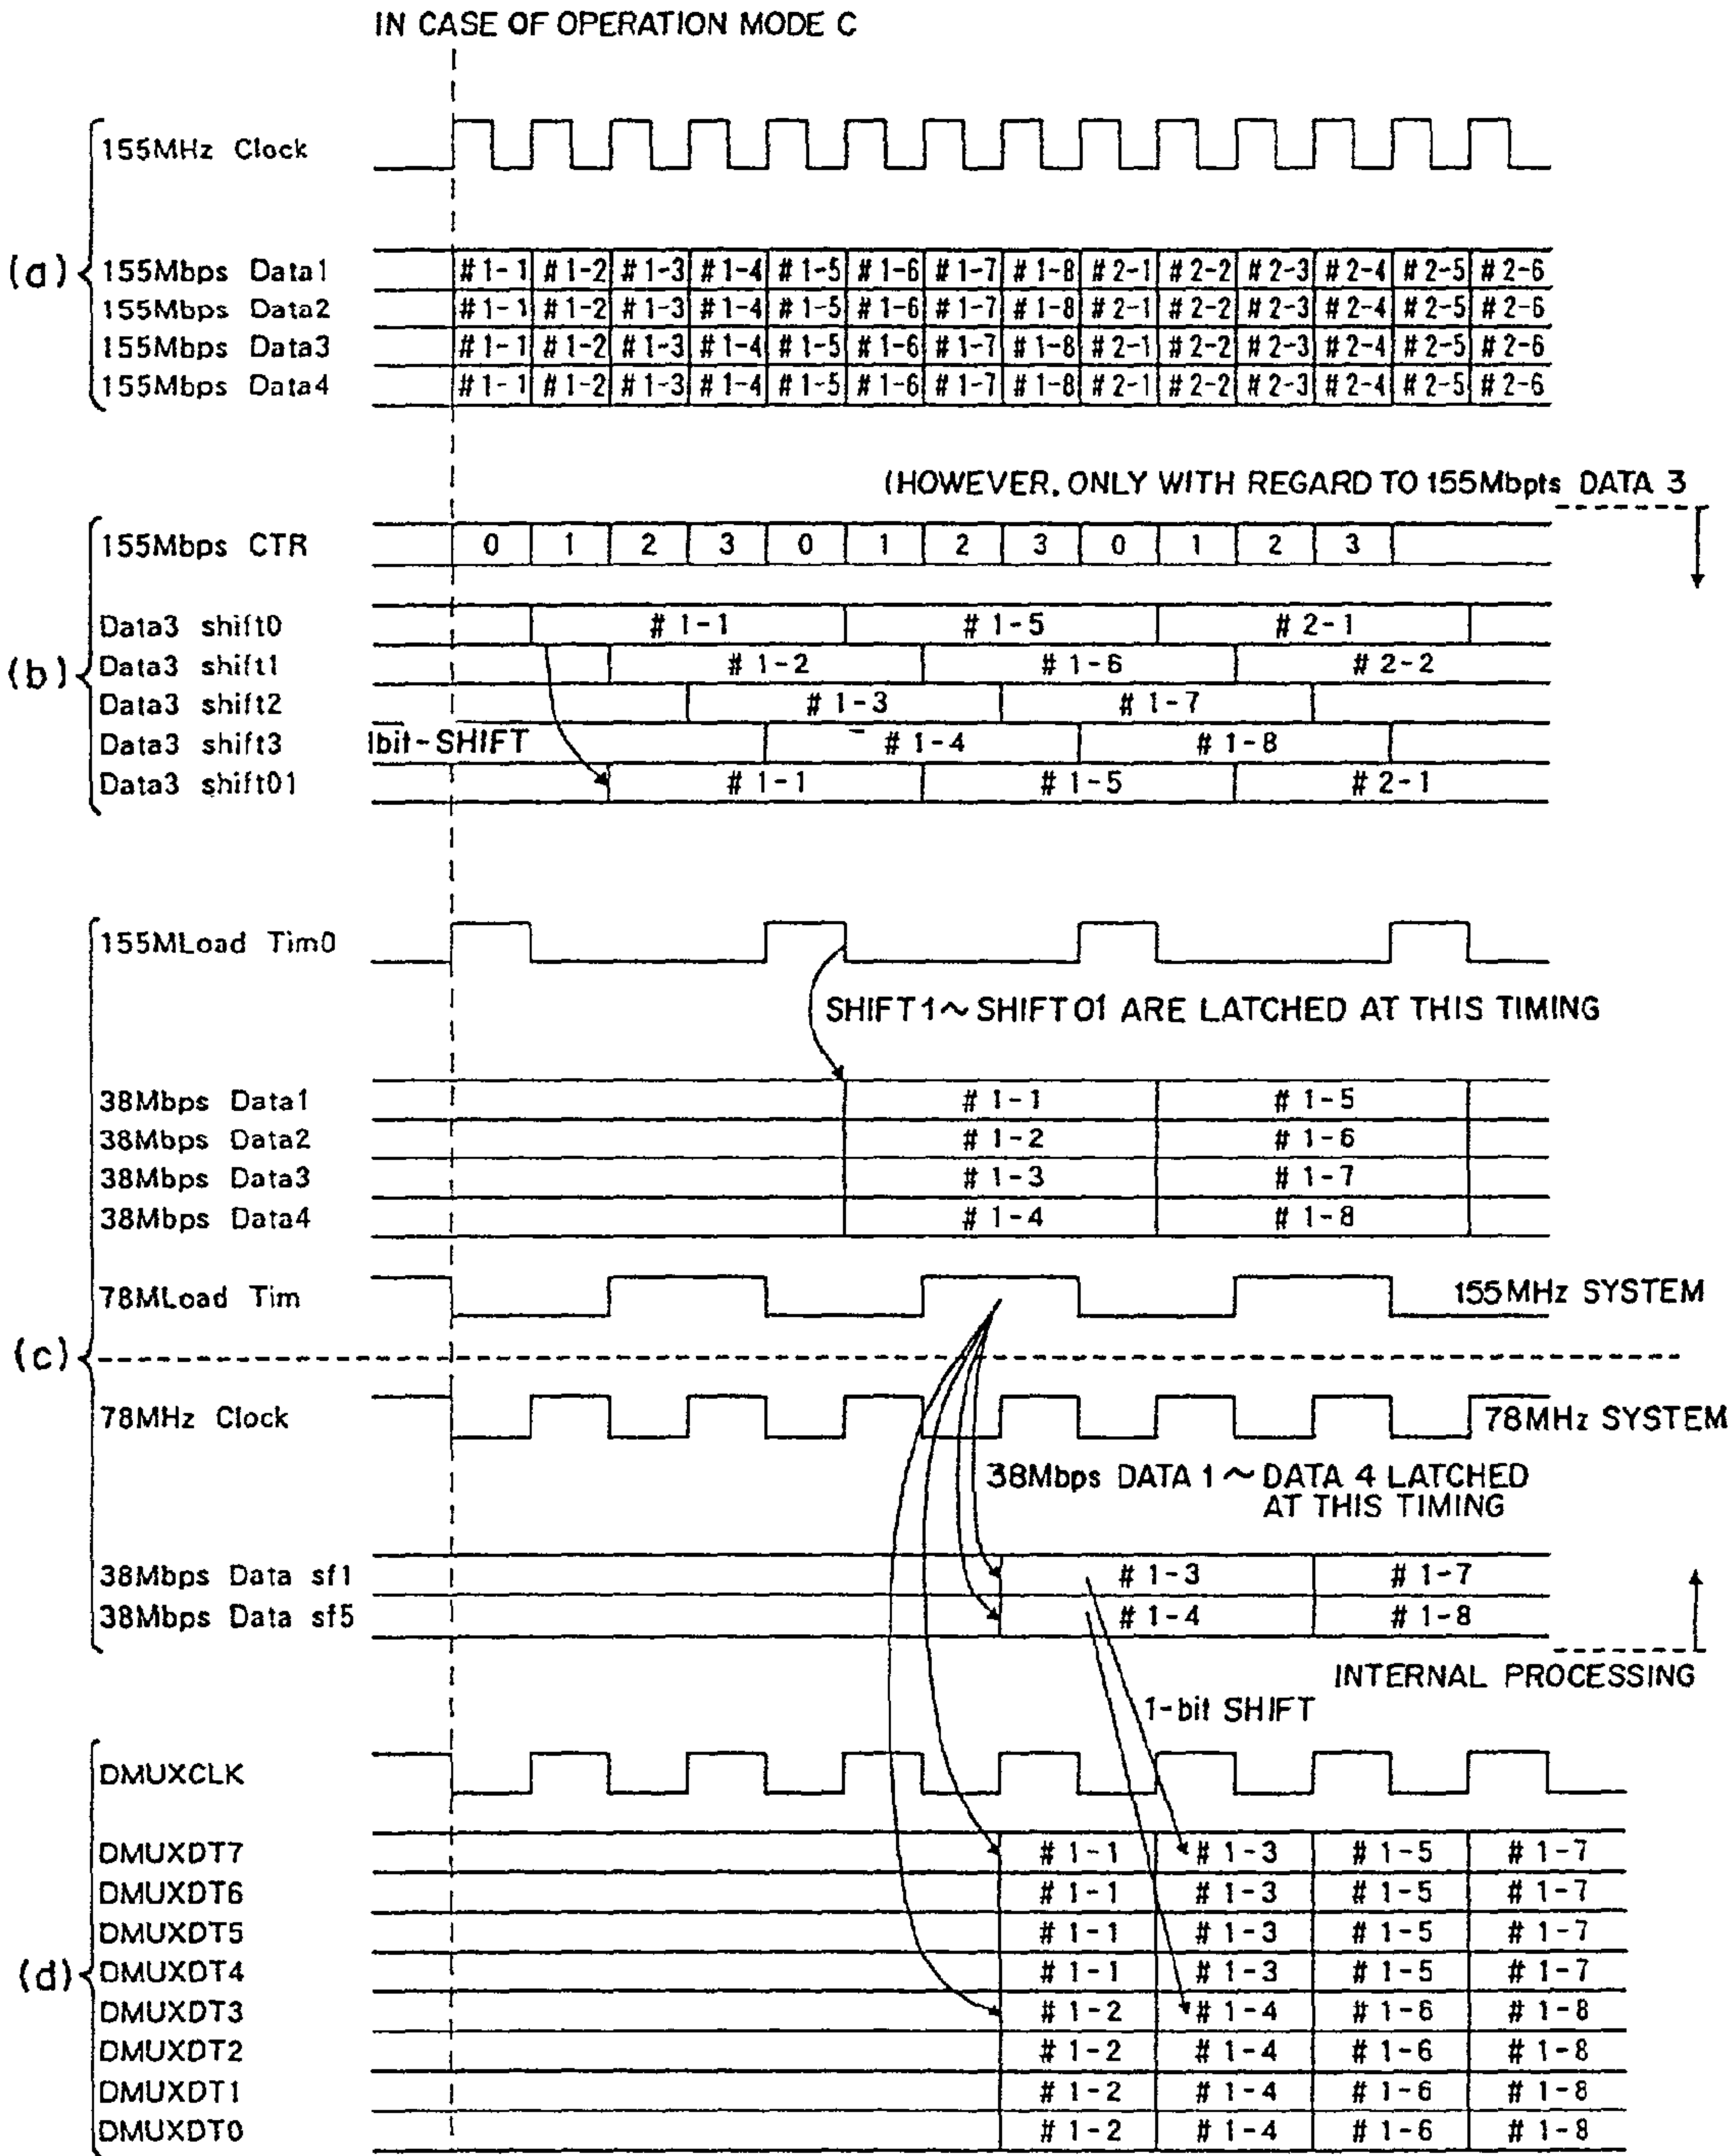 IN CASE OF OPERATION MODE C
(a)
155MHz Clock
155Mbps Data1 #1-1 #1-2 #1-3 #1-4 #1-5 #1-6 #1-7 #1-8 #2-1 #2-2 #2-3 #2-4 #2-5 #2-6
155Mbps Data2 #1-1 #1-2 #1-3 #1-4 #1-5 #1-6 #1-7 #1-8 #2-1 #2-2 #2-3 #2-4 #2-5 #2-6
155Mbps Data3 #1-1 #1-2 #1-3 #1-4 #1-5 #1-6 #1-7 #1-8 #2-1 #2-2 #2-3 #2-4 #2-5 #2-6
155Mbps Data4 #1-1 #1-2 #1-3 #1-4 #1-5 #1-6 #1-7 #1-8 #2-1 #2-2 #2-3 #2-4 #2-5 #2-6
(HOWEVER, ONLY WITH REGARD TO 155Mbpts DATA 3
(b)
155Mbps CTR 0 1 2 3 0 1 2 3 0 1 2 3
Data3 shift0 #1-1 #1-5 #2-1
Data3 shift1 #1-2 #1-6 #2-2
Data3 shift2 #1-3 #1-7
Data3 shift3 #1-4 #1-8
1bit-SHIFT
Data3 shift01 #1-1 #1-5 #2-1
(c)
155MLoad Tim0
SHIFT1~SHIFT01 ARE LATCHED AT THIS TIMING
38Mbps Data1 #1-1 #1-5
38Mbps Data2 #1-2 #1-6
38Mbps Data3 #1-3 #1-7
38Mbps Data4 #1-4 #1-8
78MLoad Tim 155MHz SYSTEM
78MHz Clock 78MHz SYSTEM
38Mbps DATA 1~DATA 4 LATCHED
AT THIS TIMING
38Mbps Data sf1 #1-3 #1-7
38Mbps Data sf5 #1-4 #1-8
INTERNAL PROCESSING
1-bit SHIFT
(d)
DMUXCLK
DMUXDT7 #1-1 #1-3 #1-5 #1-7
DMUXDT6 #1-1 #1-3 #1-5 #1-7
DMUXDT5 #1-1 #1-3 #1-5 #1-7
DMUXDT4 #1-1 #1-3 #1-5 #1-7
DMUXDT3 #1-2 #1-4 #1-6 #1-8
DMUXDT2 #1-2 #1-4 #1-6 #1-8
DMUXDT1 #1-2 #1-4 #1-6 #1-8
DMUXDT0 #1-2 #1-4 #1-6 #1-8